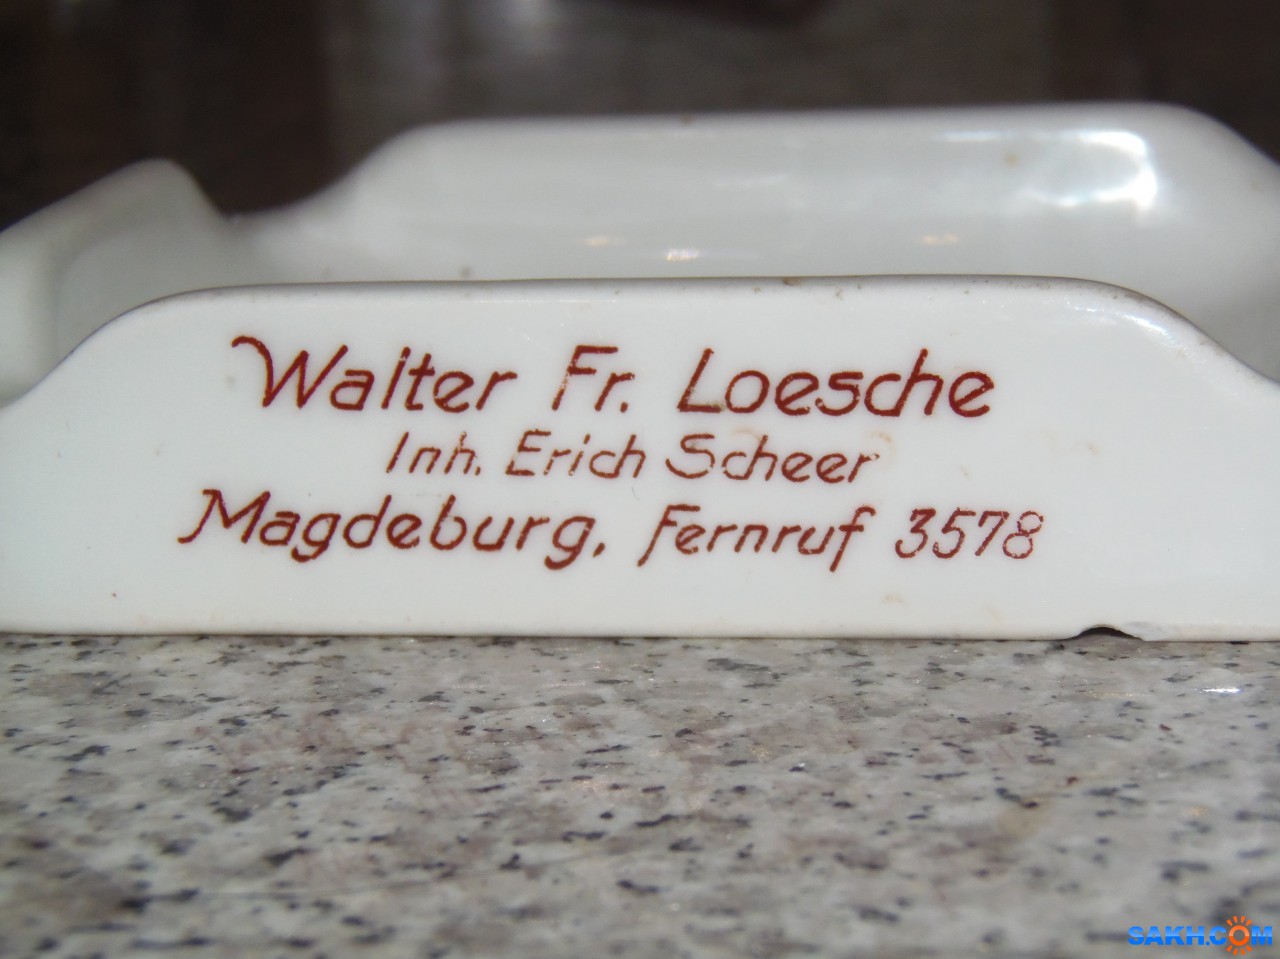 Walter Fr. Loesche
Inh. Erich Scheer
Magdeburg, Fernruf 3578
SAKH.COM